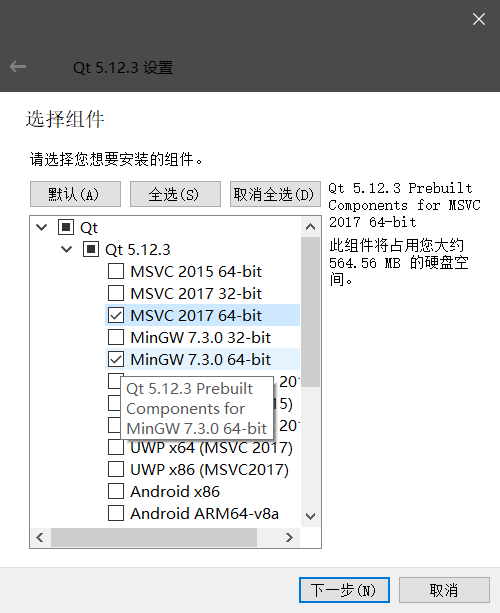 Qt 5.12.3 设置
选择组件
请选择您想要安装的组件。
默认(A)
全选(S)
取消全选(D)
Qt
Qt 5.12.3
MSVC 2015 64-bit
MSVC 2017 32-bit
MSVC 2017 64-bit
MinGW 7.3.0 32-bit
MinGW 7.3.0 64-bit
Qt 5.12.3 Prebuilt
Components for
MinGW 7.3.0 64-bit
UWP x64 (MSVC 2017)
UWP x86 (MSVC2017)
Android x86
Android ARM64-v8a
Qt 5.12.3 Prebuilt
Components for MSVC
2017 64-bit
此组件将占用您大约
564.56 MB 的硬盘空
间。
下一步(N)
取消